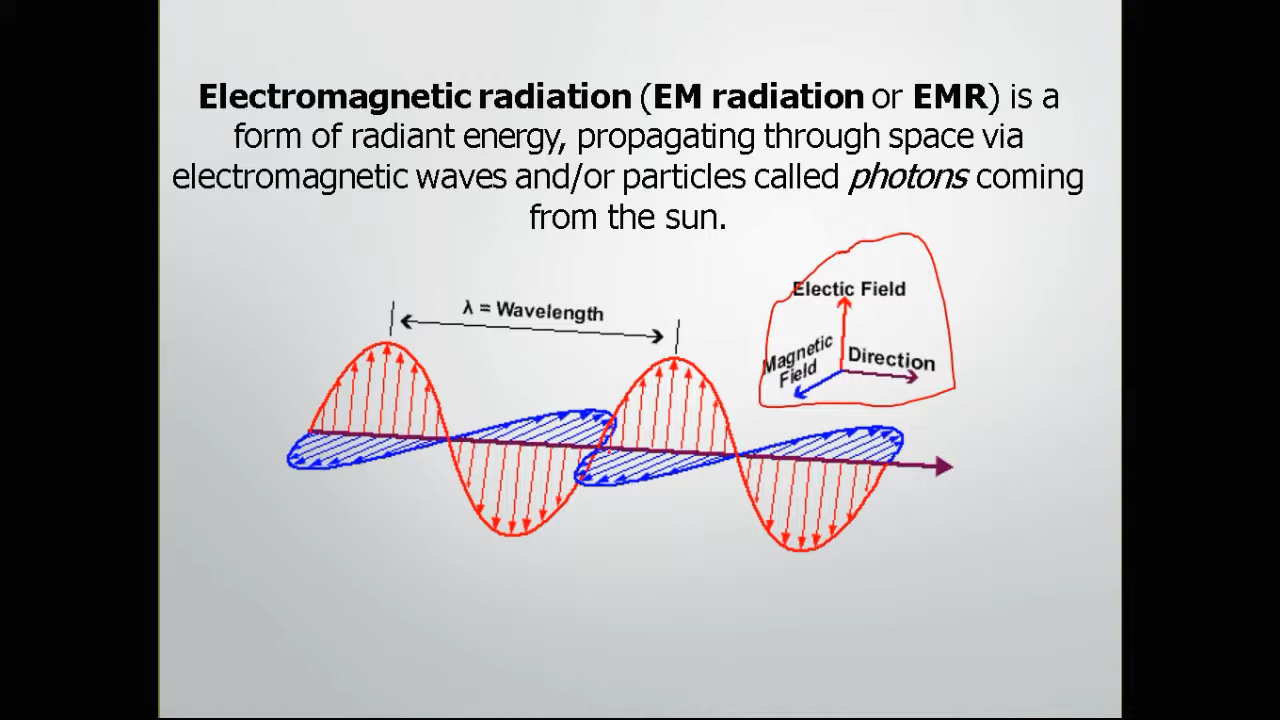 Electromagnetic radiation (EM radiation or EMR) is a
form of radiant energy, propagating through space via
electromagnetic waves and/or particles called photons coming
from the sun.
λ = Wavelength
Electic Field
Magnetic
Field
Direction